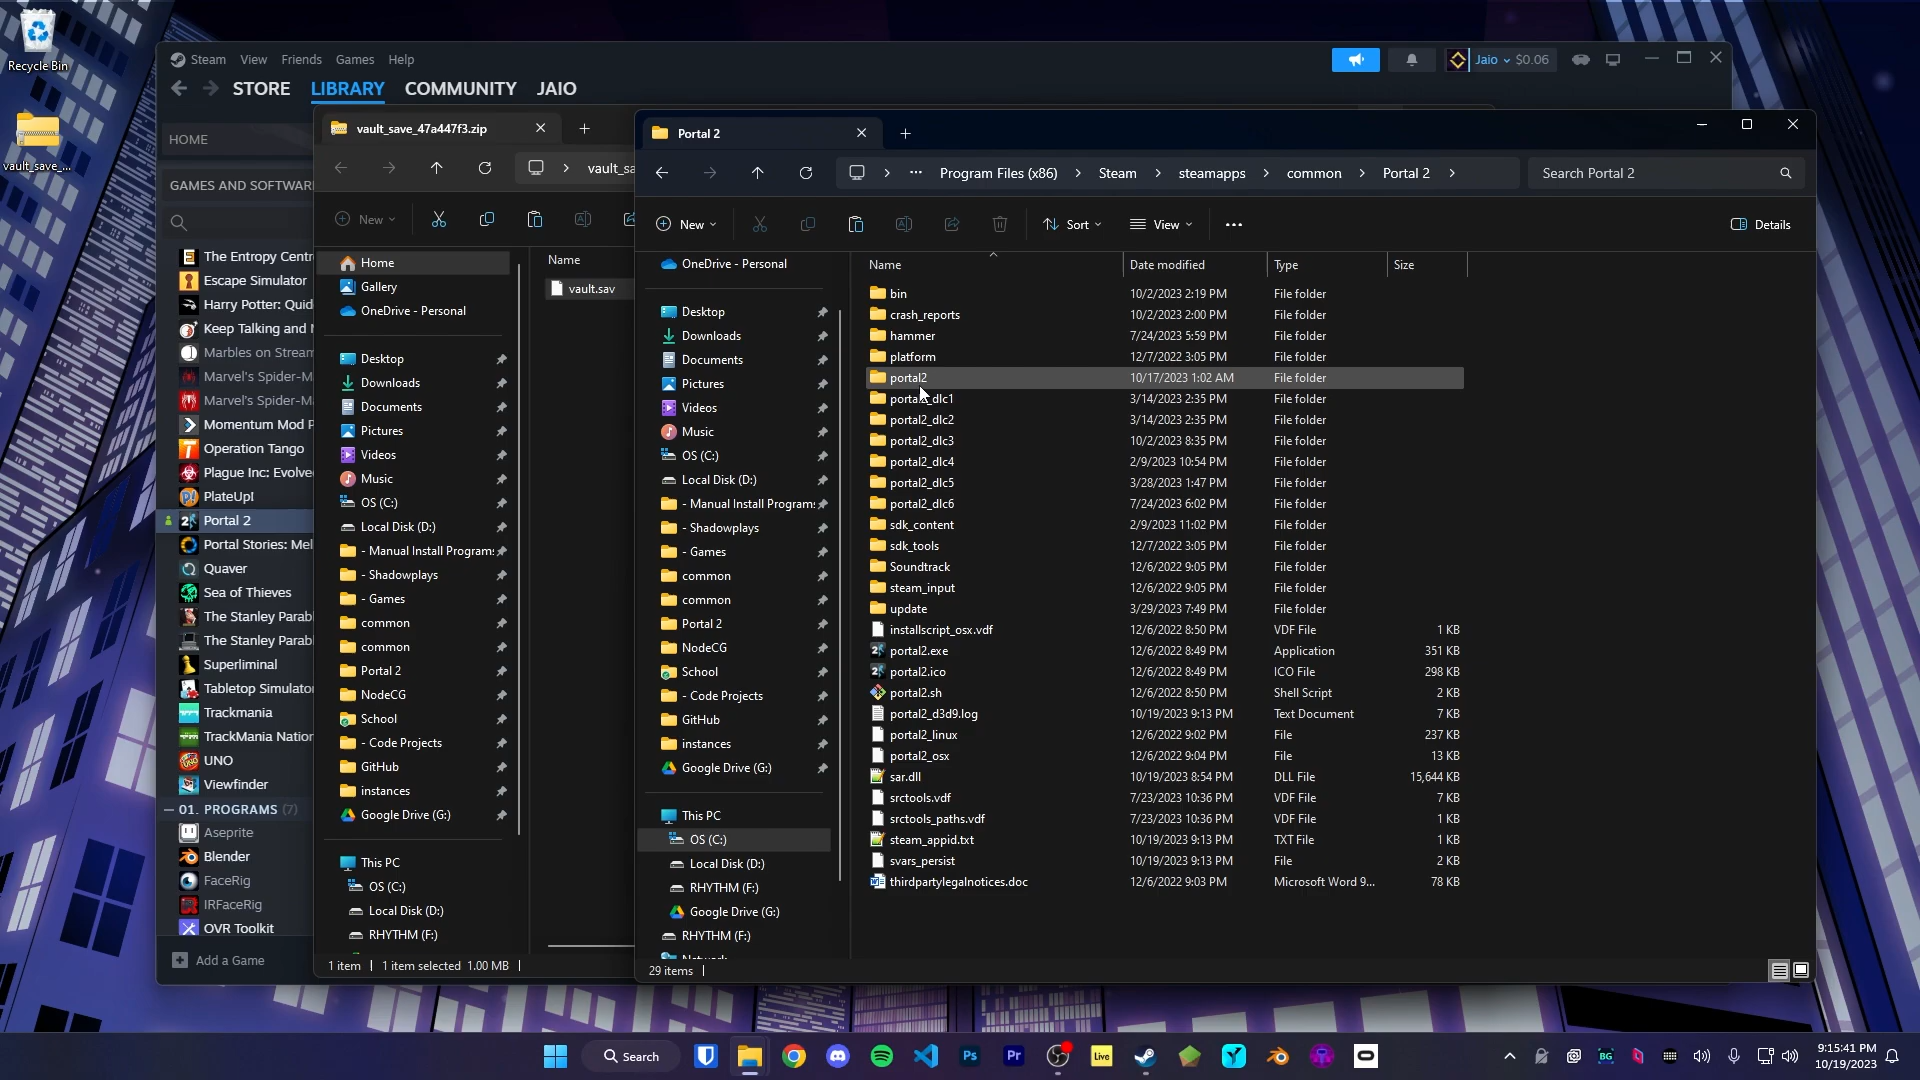 Recycle Bin
vault_save_...
Steam View Friends Games Help
Jaio $0.06
STORE LIBRARY COMMUNITY JAIO
HOME
GAMES AND SOFTWAR
The Entropy Centr
Escape Simulator
Harry Potter: Quid
Keep Talking and N
Marbles on Stream
Marvel's Spider-Ma
Marvel's Spider-Ma
Momentum Mod P
Operation Tango
Plague Inc: Evolved
PlateUp!
Portal 2
Portal Stories: Mel
Quaver
Sea of Thieves
The Stanley Parabl
The Stanley Parabl
Superliminal
Tabletop Simulator
Trackmania
TrackMania Nation
UNO
Viewfinder
01. PROGRAMS (7)
Aseprite
Blender
FaceRig
IRFaceRig
OVR Toolkit
Add a Game
vault_save_47a447f3.zip
vault_sa
New
Home
Gallery
OneDrive - Personal
Desktop
Downloads
Documents
Pictures
Videos
Music
OS (C:)
Local Disk (D:)
- Manual Install Programs
- Shadowplays
- Games
common
common
Portal 2
NodeCG
School
- Code Projects
GitHub
instances
Google Drive (G:)
This PC
OS (C:)
Local Disk (D:)
RHYTHM (F:)
Name
vault.sav
1 item 1 item selected 1.00 MB
Portal 2
Program Files (x86) Steam steamapps common Portal 2
Search Portal 2
New Sort View Details
OneDrive - Personal
Desktop
Downloads
Documents
Pictures
Videos
Music
OS (C:)
Local Disk (D:)
- Manual Install Programs
- Shadowplays
- Games
common
common
Portal 2
NodeCG
School
- Code Projects
GitHub
instances
Google Drive (G:)
This PC
OS (C:)
Local Disk (D:)
RHYTHM (F:)
Google Drive (G:)
RHYTHM (F:)
Name Date modified Type Size
bin 10/2/2023 2:19 PM File folder
crash_reports 10/2/2023 2:00 PM File folder
hammer 7/24/2023 5:59 PM File folder
platform 12/7/2022 3:05 PM File folder
portal2 10/17/2023 1:02 AM File folder
portal2_dlc1 3/14/2023 2:35 PM File folder
portal2_dlc2 3/14/2023 2:35 PM File folder
portal2_dlc3 10/2/2023 8:35 PM File folder
portal2_dlc4 2/9/2023 10:54 PM File folder
portal2_dlc5 3/28/2023 1:47 PM File folder
portal2_dlc6 7/24/2023 6:02 PM File folder
sdk_content 2/9/2023 11:02 PM File folder
sdk_tools 12/7/2022 3:05 PM File folder
Soundtrack 12/6/2022 9:05 PM File folder
steam_input 12/6/2022 9:05 PM File folder
update 3/29/2023 7:49 PM File folder
installscript_osx.vdf 12/6/2022 8:50 PM VDF File 1 KB
portal2.exe 12/6/2022 8:49 PM Application 351 KB
portal2.ico 12/6/2022 8:49 PM ICO File 298 KB
portal2.sh 12/6/2022 8:50 PM Shell Script 2 KB
portal2_d3d9.log 10/19/2023 9:13 PM Text Document 7 KB
portal2_linux 12/6/2022 9:02 PM File 237 KB
portal2_osx 12/6/2022 9:04 PM File 13 KB
sar.dll 10/19/2023 8:54 PM DLL File 15,644 KB
srctools.vdf 7/23/2023 10:36 PM VDF File 7 KB
srctools_paths.vdf 7/23/2023 10:36 PM VDF File 1 KB
steam_appid.txt 10/19/2023 9:13 PM TXT File 1 KB
svars_persist 10/19/2023 9:13 PM File 2 KB
thirdpartylegalnotices.doc 12/6/2022 9:03 PM Microsoft Word 9... 78 KB
29 items
Search
Ps
Pr
Live
BG
9:15:41 PM
10/19/2023